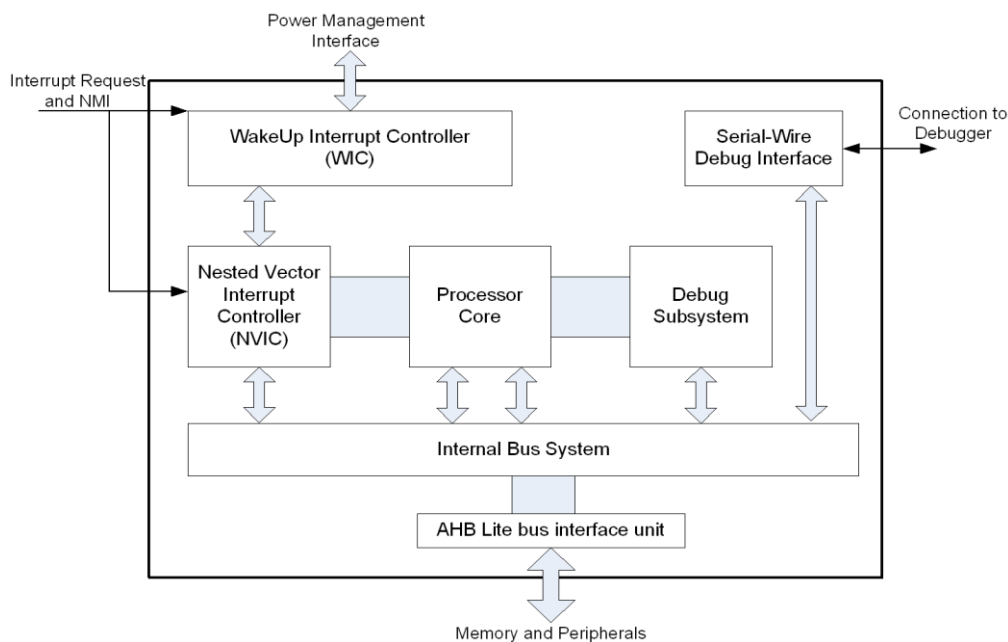 Power Management
Interface
Interrupt Request
and NMI
WakeUp Interrupt Controller
(WIC)
Serial-Wire
Debug Interface
Connection to
Debugger
Nested Vector
Interrupt
Controller
(NVIC)
Processor
Core
Debug
Subsystem
Internal Bus System
AHB Lite bus interface unit
Memory and Peripherals